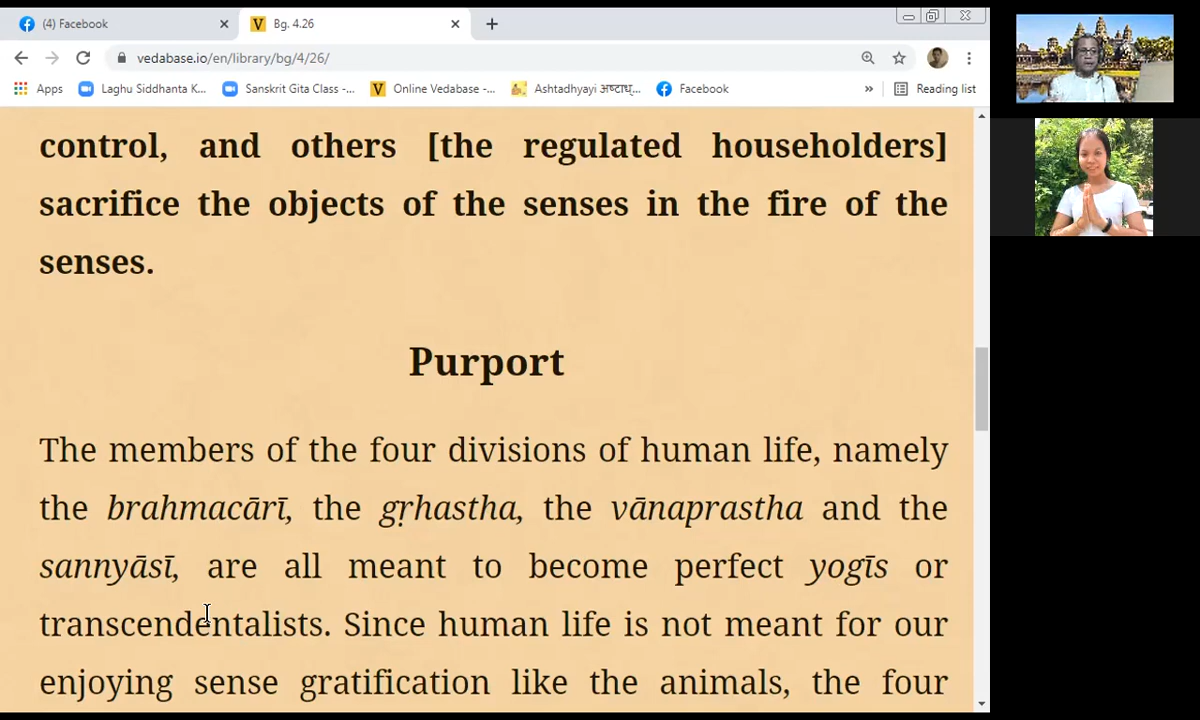 (4) Facebook
Bg. 4.26
vedabase.io/en/library/bg/4/26/
Apps
Laghu Siddhanta K...
Sanskrit Gita Class -...
Online Vedabase -...
Ashtadhyayi अष्टाध्...
Facebook
»
Reading list
control, and others [the regulated householders]
sacrifice the objects of the senses in the fire of the
senses.
Purport
The members of the four divisions of human life, namely
the brahmacārī, the gṛhastha, the vānaprastha and the
sannyāsī, are all meant to become perfect yogīs or
transcendentalists. Since human life is not meant for our
enjoying sense gratification like the animals, the four